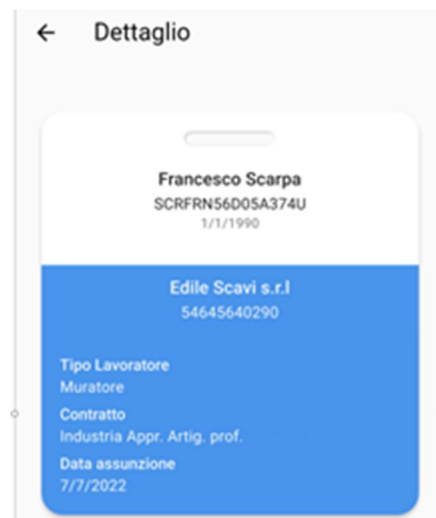 Dettaglio
Francesco Scarpa
SCRFRN56D05A374U
1/1/1990
Edile Scavi s.r.l
54645640290
Tipo Lavoratore
Muratore
Contratto
Industria Appr. Artig. prof.
Data assunzione
7/7/2022